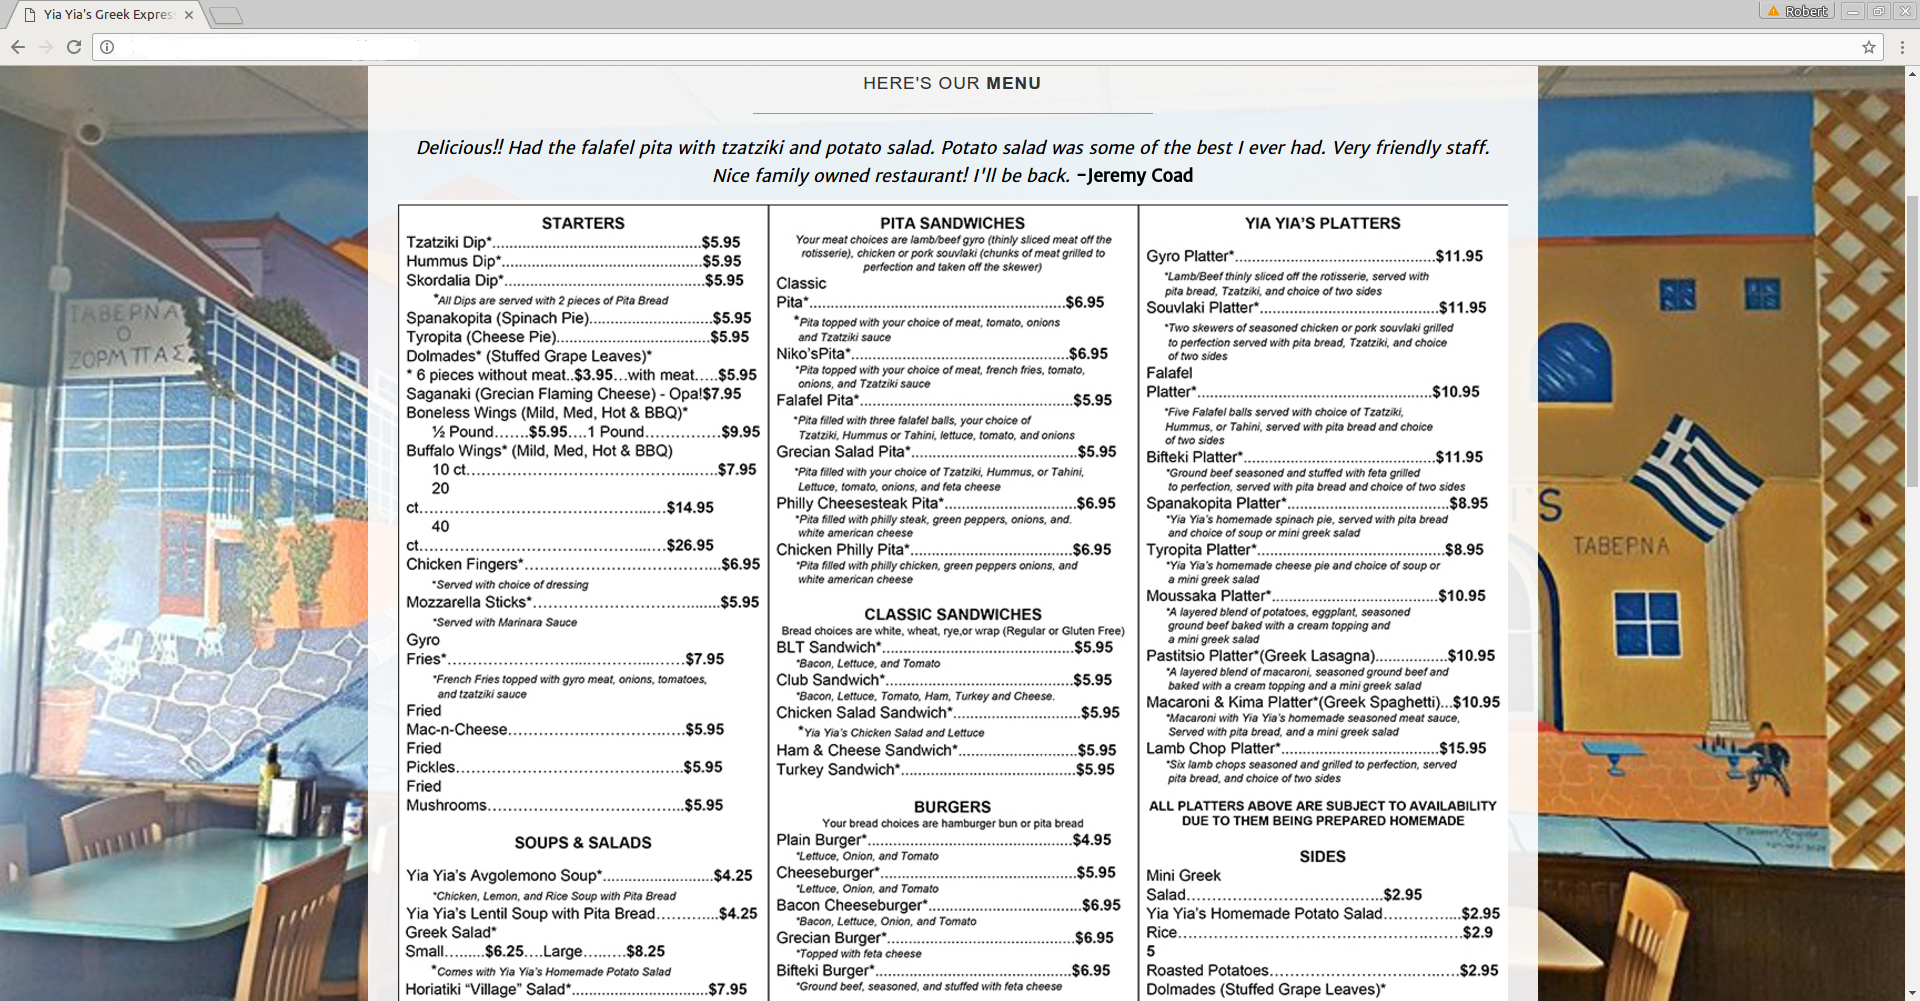 Yia Yia's Greek Expres
Robert
HERE'S OUR MENU
Delicious!! Had the falafel pita with tzatziki and potato salad. Potato salad was some of the best I ever had. Very friendly staff.
Nice family owned restaurant! I'll be back. -Jeremy Coad
STARTERS
Tzatziki Dip*..........$5.95
Hummus Dip*..........$5.95
Skordalia Dip*..........$5.95
*All Dips are served with 2 pieces of Pita Bread
Spanakopita (Spinach Pie)..........$5.95
Tyropita (Cheese Pie)..........$5.95
Dolmades* (Stuffed Grape Leaves)*
* 6 pieces without meat..$3.95...with meat.....$5.95
Saganaki (Grecian Flaming Cheese) - Opa!$7.95
Boneless Wings (Mild, Med, Hot & BBQ)*
½ Pound.......$5.95....1 Pound..........$9.95
Buffalo Wings* (Mild, Med, Hot & BBQ)
10 ct..........$7.95
20
ct..........$14.95
40
ct..........$26.95
Chicken Fingers*..........$6.95
*Served with choice of dressing
Mozzarella Sticks*..........$5.95
*Served with Marinara Sauce
Gyro
Fries*..........$7.95
*French Fries topped with gyro meat, onions, tomatoes,
and tzatziki sauce
Fried
Mac-n-Cheese..........$5.95
Fried
Pickles..........$5.95
Fried
Mushrooms..........$5.95
SOUPS & SALADS
Yia Yia's Avgolemono Soup*..........$4.25
*Chicken, Lemon, and Rice Soup with Pita Bread
Yia Yia's Lentil Soup with Pita Bread..........$4.25
Greek Salad*
Small.......$6.25....Large.......$8.25
*Comes with Yia Yia's Homemade Potato Salad
Horiatiki “Village” Salad*..........$7.95
PITA SANDWICHES
Your meat choices are lamb/beef gyro (thinly sliced meat off the
rotisserie), chicken or pork souvlaki (chunks of meat grilled to
perfection and taken off the skewer)
Classic
Pita*..........$6.95
*Pita topped with your choice of meat, tomato, onions
and Tzatziki sauce
Niko'sPita*..........$6.95
*Pita topped with your choice of meat, french fries, tomato,
onions, and Tzatziki sauce
Falafel Pita*..........$5.95
*Pita filled with three falafel balls, your choice of
Tzatziki, Hummus or Tahini, lettuce, tomato, and onions
Grecian Salad Pita*..........$5.95
*Pita filled with your choice of Tzatziki, Hummus, or Tahini,
Lettuce, tomato, onions, and feta cheese
Philly Cheesesteak Pita*..........$6.95
*Pita filled with philly steak, green peppers, onions, and.
white american cheese
Chicken Philly Pita*..........$6.95
*Pita filled with philly chicken, green peppers onions, and
white american cheese
CLASSIC SANDWICHES
Bread choices are white, wheat, rye,or wrap (Regular or Gluten Free)
BLT Sandwich*..........$5.95
*Bacon, Lettuce, and Tomato
Club Sandwich*..........$5.95
*Bacon, Lettuce, Tomato, Ham, Turkey and Cheese.
Chicken Salad Sandwich*..........$5.95
*Yia Yia's Chicken Salad and Lettuce
Ham & Cheese Sandwich*..........$5.95
Turkey Sandwich*..........$5.95
BURGERS
Your bread choices are hamburger bun or pita bread
Plain Burger*..........$4.95
*Lettuce, Onion, and Tomato
Cheeseburger*..........$5.95
*Lettuce, Onion, and Tomato
Bacon Cheeseburger*..........$6.95
*Bacon, Lettuce, Onion, and Tomato
Grecian Burger*..........$6.95
*Topped with feta cheese
Bifteki Burger*..........$6.95
*Ground beef, seasoned, and stuffed with feta cheese
YIA YIA'S PLATTERS
Gyro Platter*..........$11.95
*Lamb/Beef thinly sliced off the rotisserie, served with
pita bread, Tzatziki, and choice of two sides
Souvlaki Platter*..........$11.95
*Two skewers of seasoned chicken or pork souvlaki grilled
to perfection served with pita bread, Tzatziki, and choice
of two sides
Falafel
Platter*..........$10.95
*Five Falafel balls served with choice of Tzatziki,
Hummus, or Tahini, served with pita bread and choice
of two sides
Bifteki Platter*..........$11.95
*Ground beef seasoned and stuffed with feta grilled
to perfection, served with pita bread and choice of two sides
Spanakopita Platter*..........$8.95
*Yia Yia's homemade spinach pie, served with pita bread
and choice of soup or mini greek salad
Tyropita Platter*..........$8.95
*Yia Yia's homemade cheese pie and choice of soup or
a mini greek salad
Moussaka Platter*..........$10.95
*A layered blend of potatoes, eggplant, seasoned
ground beef baked with a cream topping and
a mini greek salad
Pastitsio Platter*(Greek Lasagna)..........$10.95
*A layered blend of macaroni, seasoned ground beef and
baked with a cream topping and a mini greek salad
Macaroni & Kima Platter*(Greek Spaghetti)...$10.95
*Macaroni with Yia Yia's homemade seasoned meat sauce,
Served with pita bread, and a mini greek salad
Lamb Chop Platter*..........$15.95
*Six lamb chops seasoned and grilled to perfection, served
pita bread, and choice of two sides
ALL PLATTERS ABOVE ARE SUBJECT TO AVAILABILITY
DUE TO THEM BEING PREPARED HOMEMADE
SIDES
Mini Greek
Salad..........$2.95
Yia Yia's Homemade Potato Salad..........$2.95
Rice..........$2.9
5
Roasted Potatoes..........$2.95
Dolmades (Stuffed Grape Leaves)*
ΤΑΒΕΡΝΑ
Ο
ΖΟΡΜΠΑΣ
'S
ΤΑΒΕΡΝΑ